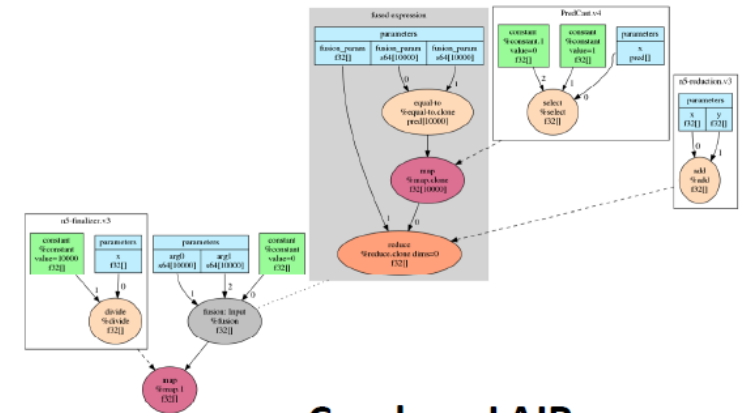 fused expression
parameters
fusion_param
f32[]
fusion_param
s64[10000]
fusion_param
s64[10000]
0
1
equal-to
%equal-to.clone
pred[10000]
map
%map.clone
f32[10000]
1
0
reduce
%reduce.clone dims=0
f32[]
PredCast.v4
constant
%constant.1
value=0
f32[]
constant
%constant
value=1
f32[]
parameters
x
pred[]
2
1
0
select
%select
f32[]
n5-reduction.v3
parameters
x
f32[]
y
f32[]
0
1
add
%add
f32[]
n5-finalizer.v3
constant
%constant
value=10000
f32[]
parameters
x
f32[]
1
0
divide
%divide
f32[]
parameters
arg0
s64[10000]
arg1
s64[10000]
constant
%constant
value=0
f32[]
1
2
0
fusion: Input
%fusion
f32[]
map
%map.1
f32[]